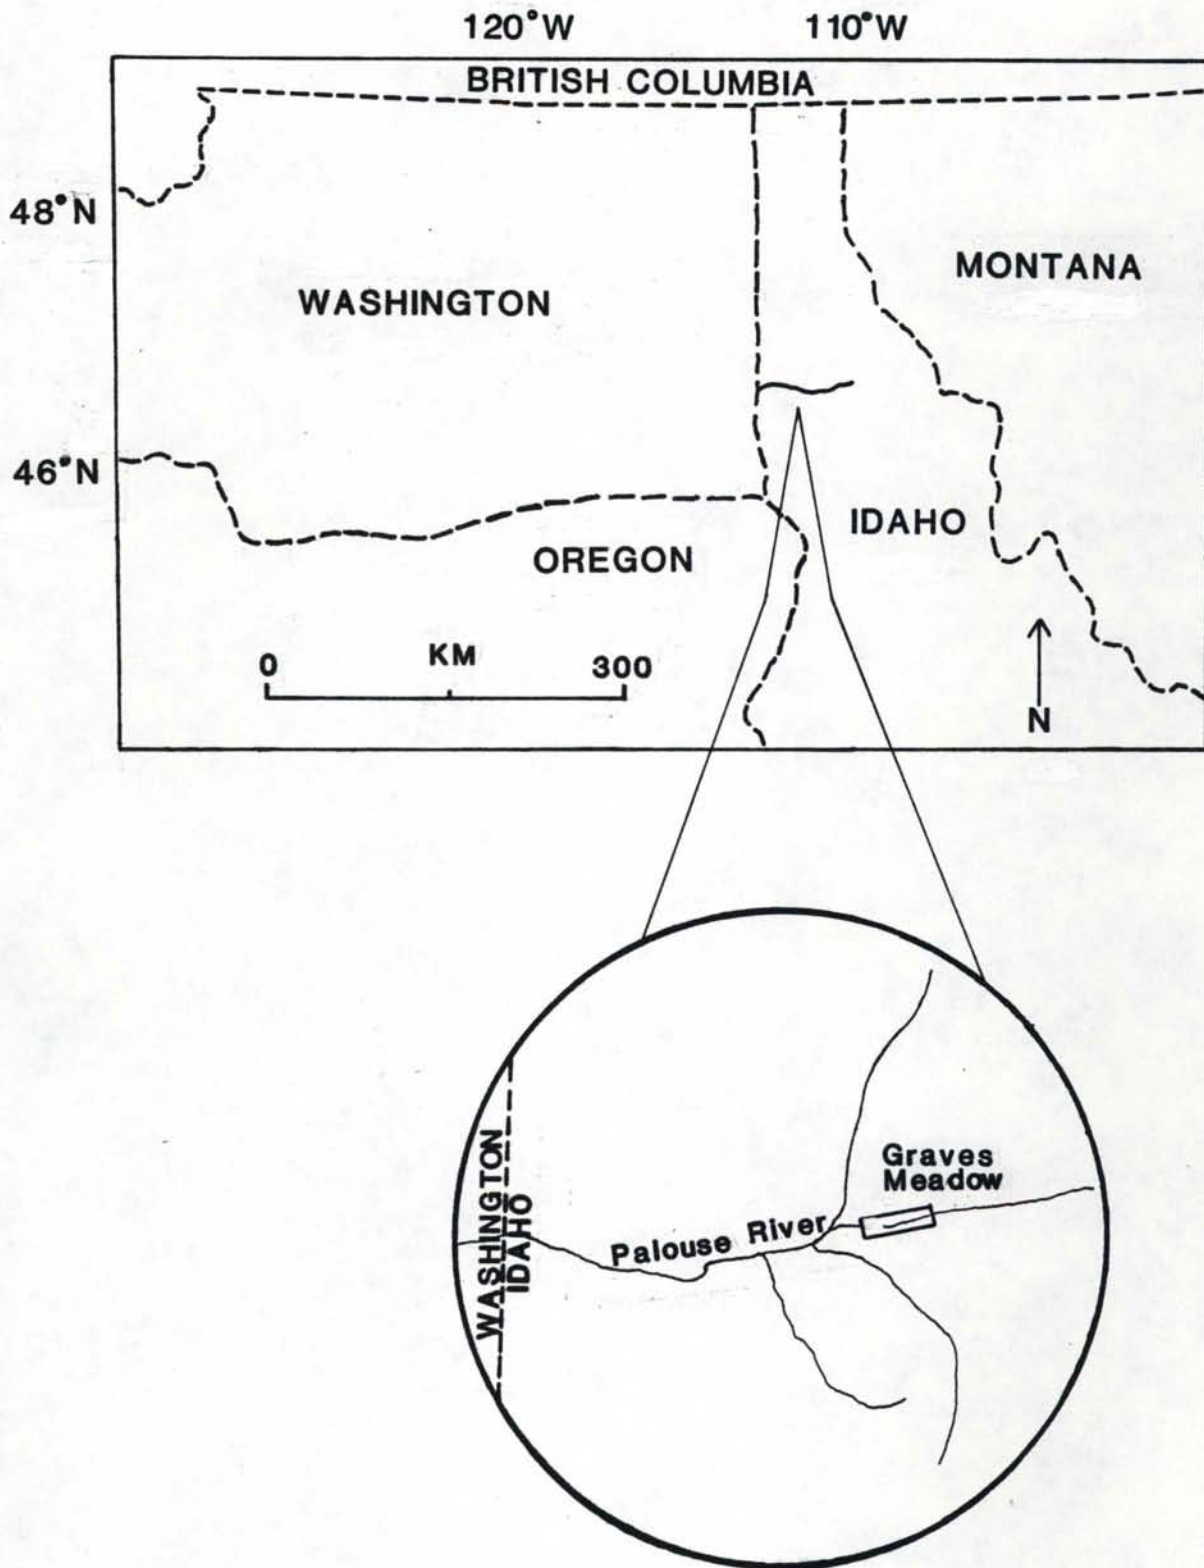 120°W 110°W
BRITISH COLUMBIA
48°N
MONTANA
WASHINGTON
46°N
IDAHO
OREGON
0 KM 300
N
Graves
Meadow
Palouse River
WASHINGTON
IDAHO